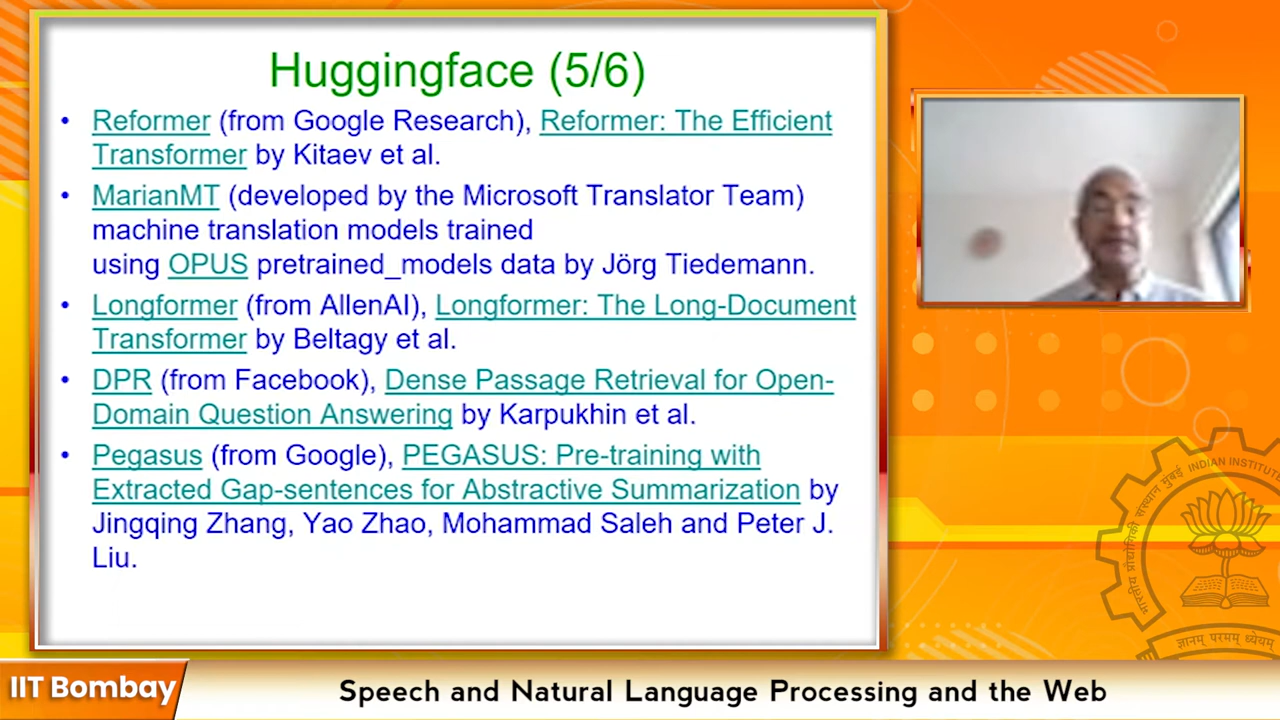 Huggingface (5/6)
• Reformer (from Google Research), Reformer: The Efficient
Transformer by Kitaev et al.
• MarianMT (developed by the Microsoft Translator Team)
machine translation models trained
using OPUS pretrained_models data by Jörg Tiedemann.
• Longformer (from AllenAI), Longformer: The Long-Document
Transformer by Beltagy et al.
• DPR (from Facebook), Dense Passage Retrieval for Open-
Domain Question Answering by Karpukhin et al.
• Pegasus (from Google), PEGASUS: Pre-training with
Extracted Gap-sentences for Abstractive Summarization by
Jingqing Zhang, Yao Zhao, Mohammad Saleh and Peter J.
Liu.
भारतीय प्रौद्योगिकी संस्थान मुंबई INDIAN INSTITUTE
ज्ञानम् परमम् ध्येयम्
IIT Bombay
Speech and Natural Language Processing and the Web